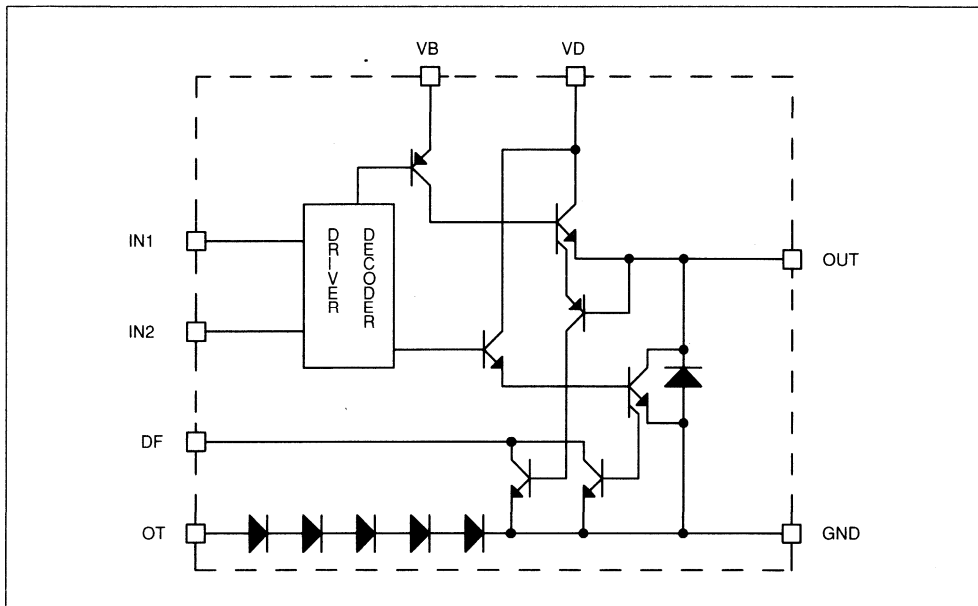 VB
VD
IN1
DRIVER
DECODER
OUT
IN2
DF
OT
GND